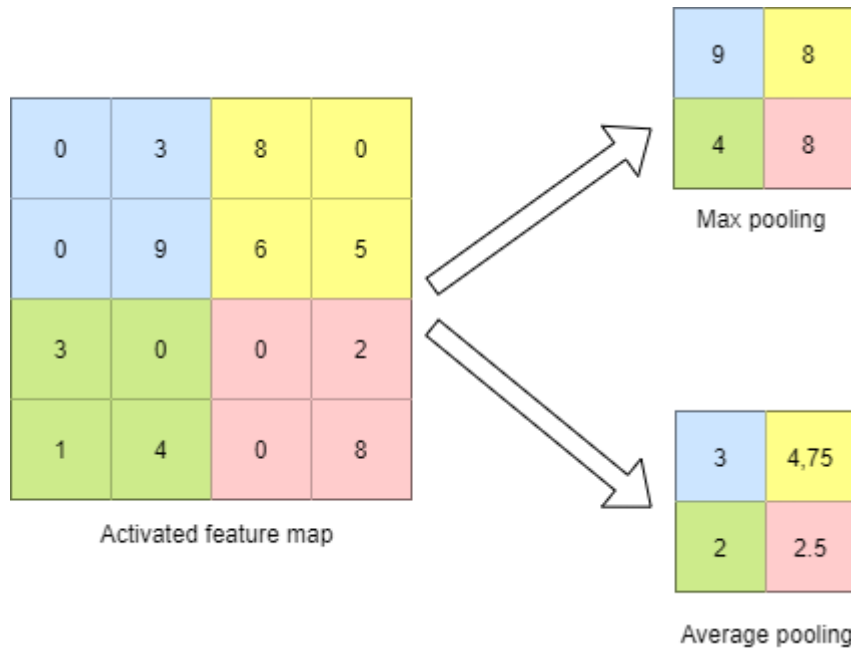 9 8
4 8
Max pooling
0 3 8 0
0 9 6 5
3 0 0 2
1 4 0 8
Activated feature map
3 4,75
2 2.5
Average pooling